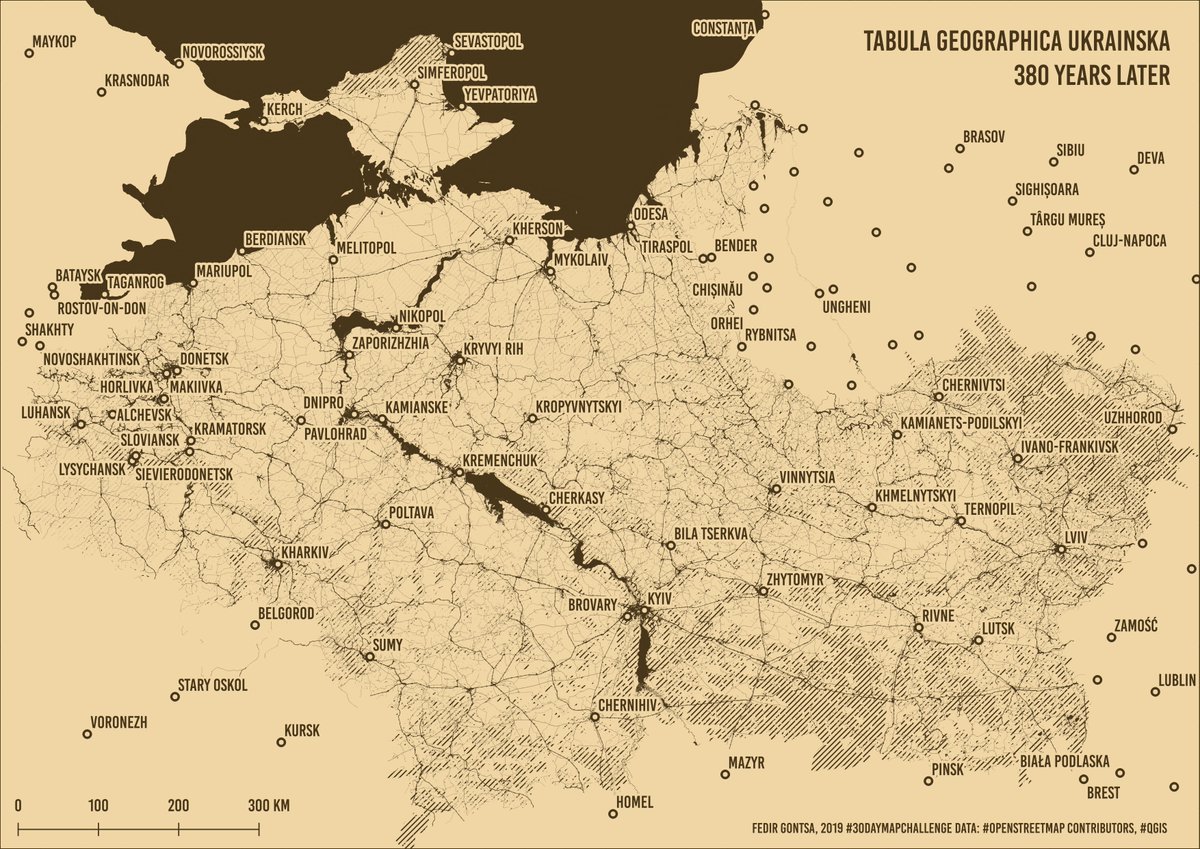 TABULA GEOGRAPHICA UKRAINSKA
380 YEARS LATER
CONSTANȚA
MAYKOP
NOVOROSSIYSK
SEVASTOPOL
SIMFEROPOL
KRASNODAR
YEVPATORIYA
KERCH
BRASOV
SIBIU
DEVA
SIGHIȘOARA
TÂRGU MUREȘ
CLUJ-NAPOCA
ODESA
KHERSON
TIRASPOL
BENDER
BERDIANSK
MELITOPOL
MYKOLAIV
MARIUPOL
BATAYSK
TAGANROG
CHIȘINĂU
ROSTOV-ON-DON
UNGHENI
NIKOPOL
ORHEI
RYBNITSA
SHAKHTY
ZAPORIZHZHIA
KRYVYI RIH
NOVOSHAKHTINSK
DONETSK
HORLIVKA
MAKIIVKA
CHERNIVTSI
DNIPRO
KAMIANSKE
KROPYVNYTSKYI
LUHANSK
ALCHEVSK
UZHHOROD
KRAMATORSK
PAVLOHRAD
KAMIANETS-PODILSKYI
SLOVIANSK
IVANO-FRANKIVSK
LYSYCHANSK
SIEVIERODONETSK
KREMENCHUK
VINNYTSIA
CHERKASY
KHMELNYTSKYI
POLTAVA
TERNOPIL
BILA TSERKVA
LVIV
KHARKIV
ZHYTOMYR
BROVARY
KYIV
BELGOROD
RIVNE
LUTSK
ZAMOŚĆ
SUMY
STARY OSKOL
LUBLIN
CHERNIHIV
VORONEZH
KURSK
MAZYR
PINSK
BIAŁA PODLASKA
BREST
HOMEL
0 100 200 300 KM
FEDIR GONTSA, 2019 #30DAYMAPCHALLENGE DATA: #OPENSTREETMAP CONTRIBUTORS, #QGIS